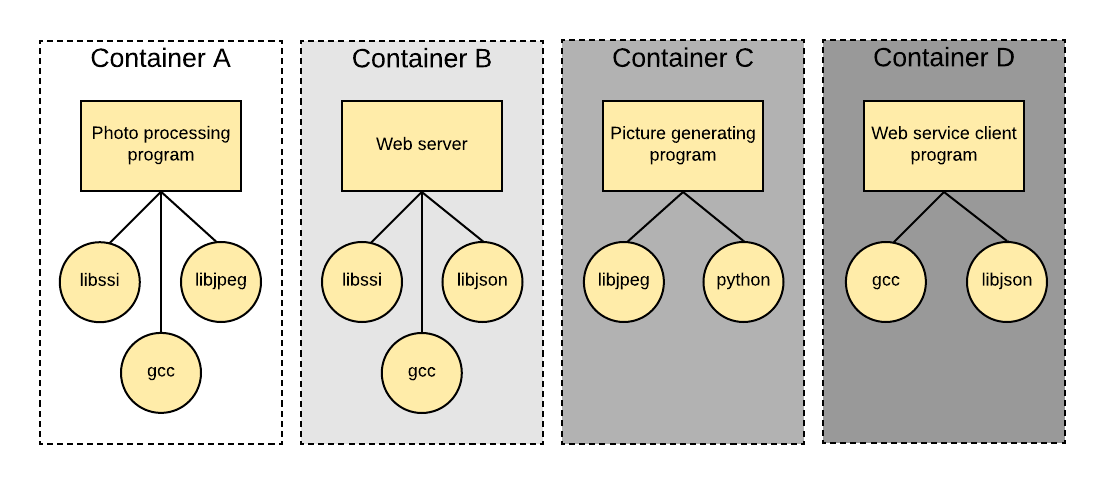 Container A
Photo processing
program
libssi
libjpeg
gcc
Container B
Web server
libssi
libjson
gcc
Container C
Picture generating
program
libjpeg
python
Container D
Web service client
program
gcc
libjson